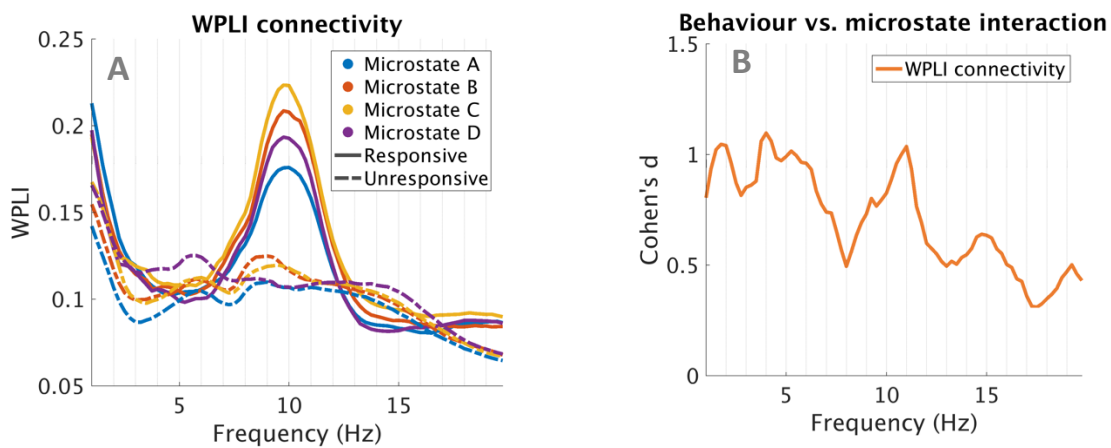 WPLI connectivity
A
Microstate A
Microstate B
Microstate C
Microstate D
Responsive
Unresponsive
WPLI
0.25
0.2
0.15
0.1
0.05
5
10
15
Frequency (Hz)
Behaviour vs. microstate interaction
B
WPLI connectivity
Cohen's d
1.5
1
0.5
0
5
10
15
Frequency (Hz)